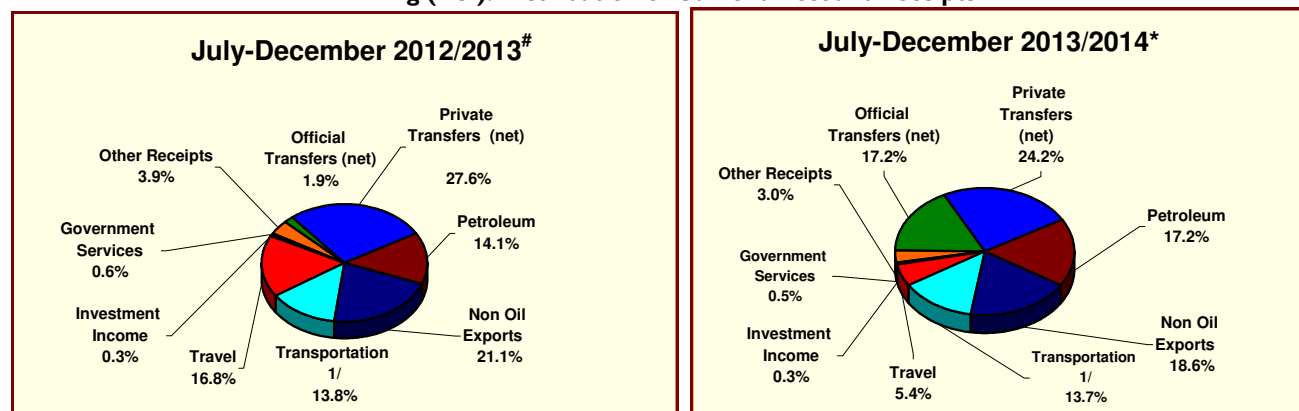 July-December 2012/2013#
Private
Transfers (net)
27.6%
Official
Transfers (net)
1.9%
Other Receipts
3.9%
Petroleum
14.1%
Government
Services
0.6%
Investment
Income
0.3%
Travel
16.8%
Transportation
1/
13.8%
Non Oil
Exports
21.1%
July-December 2013/2014*
Private
Transfers
(net)
24.2%
Official
Transfers (net)
17.2%
Other Receipts
3.0%
Petroleum
17.2%
Government
Services
0.5%
Investment
Income
0.3%
Travel
5.4%
Transportation
1/
13.7%
Non Oil
Exports
18.6%